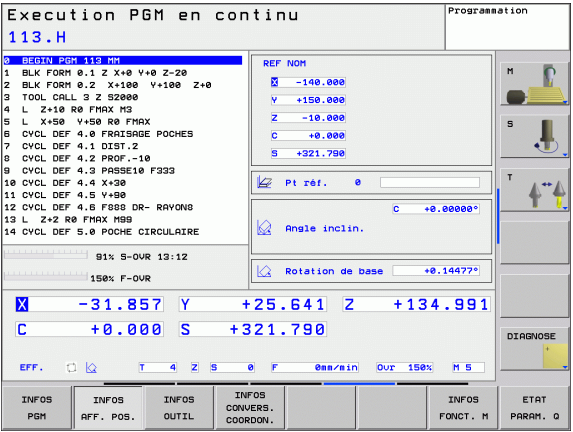 Execution PGM en continu
Programmation
113.H
0 BEGIN PGM 113 MM
1 BLK FORM 0.1 Z X+0 Y+0 Z-20
2 BLK FORM 0.2 X+100 Y+100 Z+0
3 TOOL CALL 3 Z S2000
4 L Z+10 R0 FMAX M3
5 L X+50 Y+50 R0 FMAX
6 CYCL DEF 4.0 FRAISAGE POCHES
7 CYCL DEF 4.1 DIST.2
8 CYCL DEF 4.2 PROF.-10
9 CYCL DEF 4.3 PASSE10 F333
10 CYCL DEF 4.4 X+30
11 CYCL DEF 4.5 Y+90
12 CYCL DEF 4.6 F888 DR- RAYON8
13 L Z+2 R0 FMAX M99
14 CYCL DEF 5.0 POCHE CIRCULAIRE
REF NOM
X -140.000
Y +150.000
Z -10.000
C +0.000
S +321.790
Pt réf. 0
C +0.00000°
Angle inclin.
Rotation de base +0.14477°
91% S-OVR 13:12
150% F-OVR
X -31.857 Y +25.641 Z +134.991
C +0.000 S +321.790
EFF. T 4 Z S 0 F 0mm/min Ovr 150% M 5
M
S
T
DIAGNOSE
INFOS PGM
INFOS AFF. POS.
INFOS OUTIL
INFOS CONVERS. COORDON.
INFOS FONCT. M
ETAT PARAM. Q